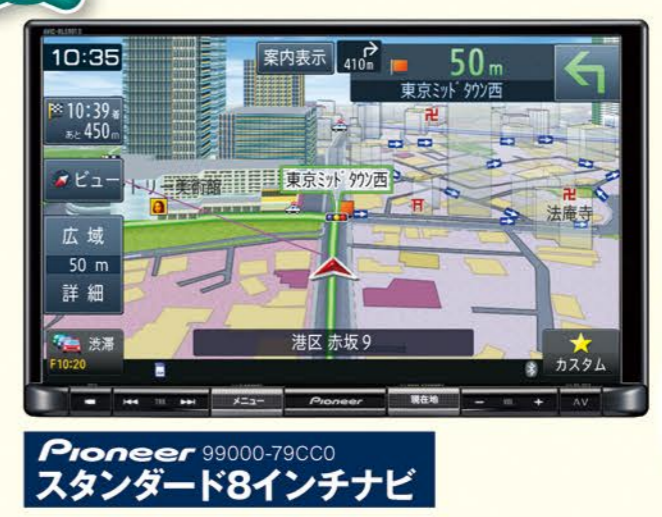 10:35
案内表示
410m
50m
東京ミッドタウン西
10:39着
あと450m
ビュー
トリー美術館
東京ミッドタウン西
法庵寺
広域
50 m
詳細
渋滞
F10:20
港区 赤坂9
カスタム
メニュー
Pioneer
現在地
− VOL +
AV
Pioneer 99000-79CC0
スタンダード8インチナビ